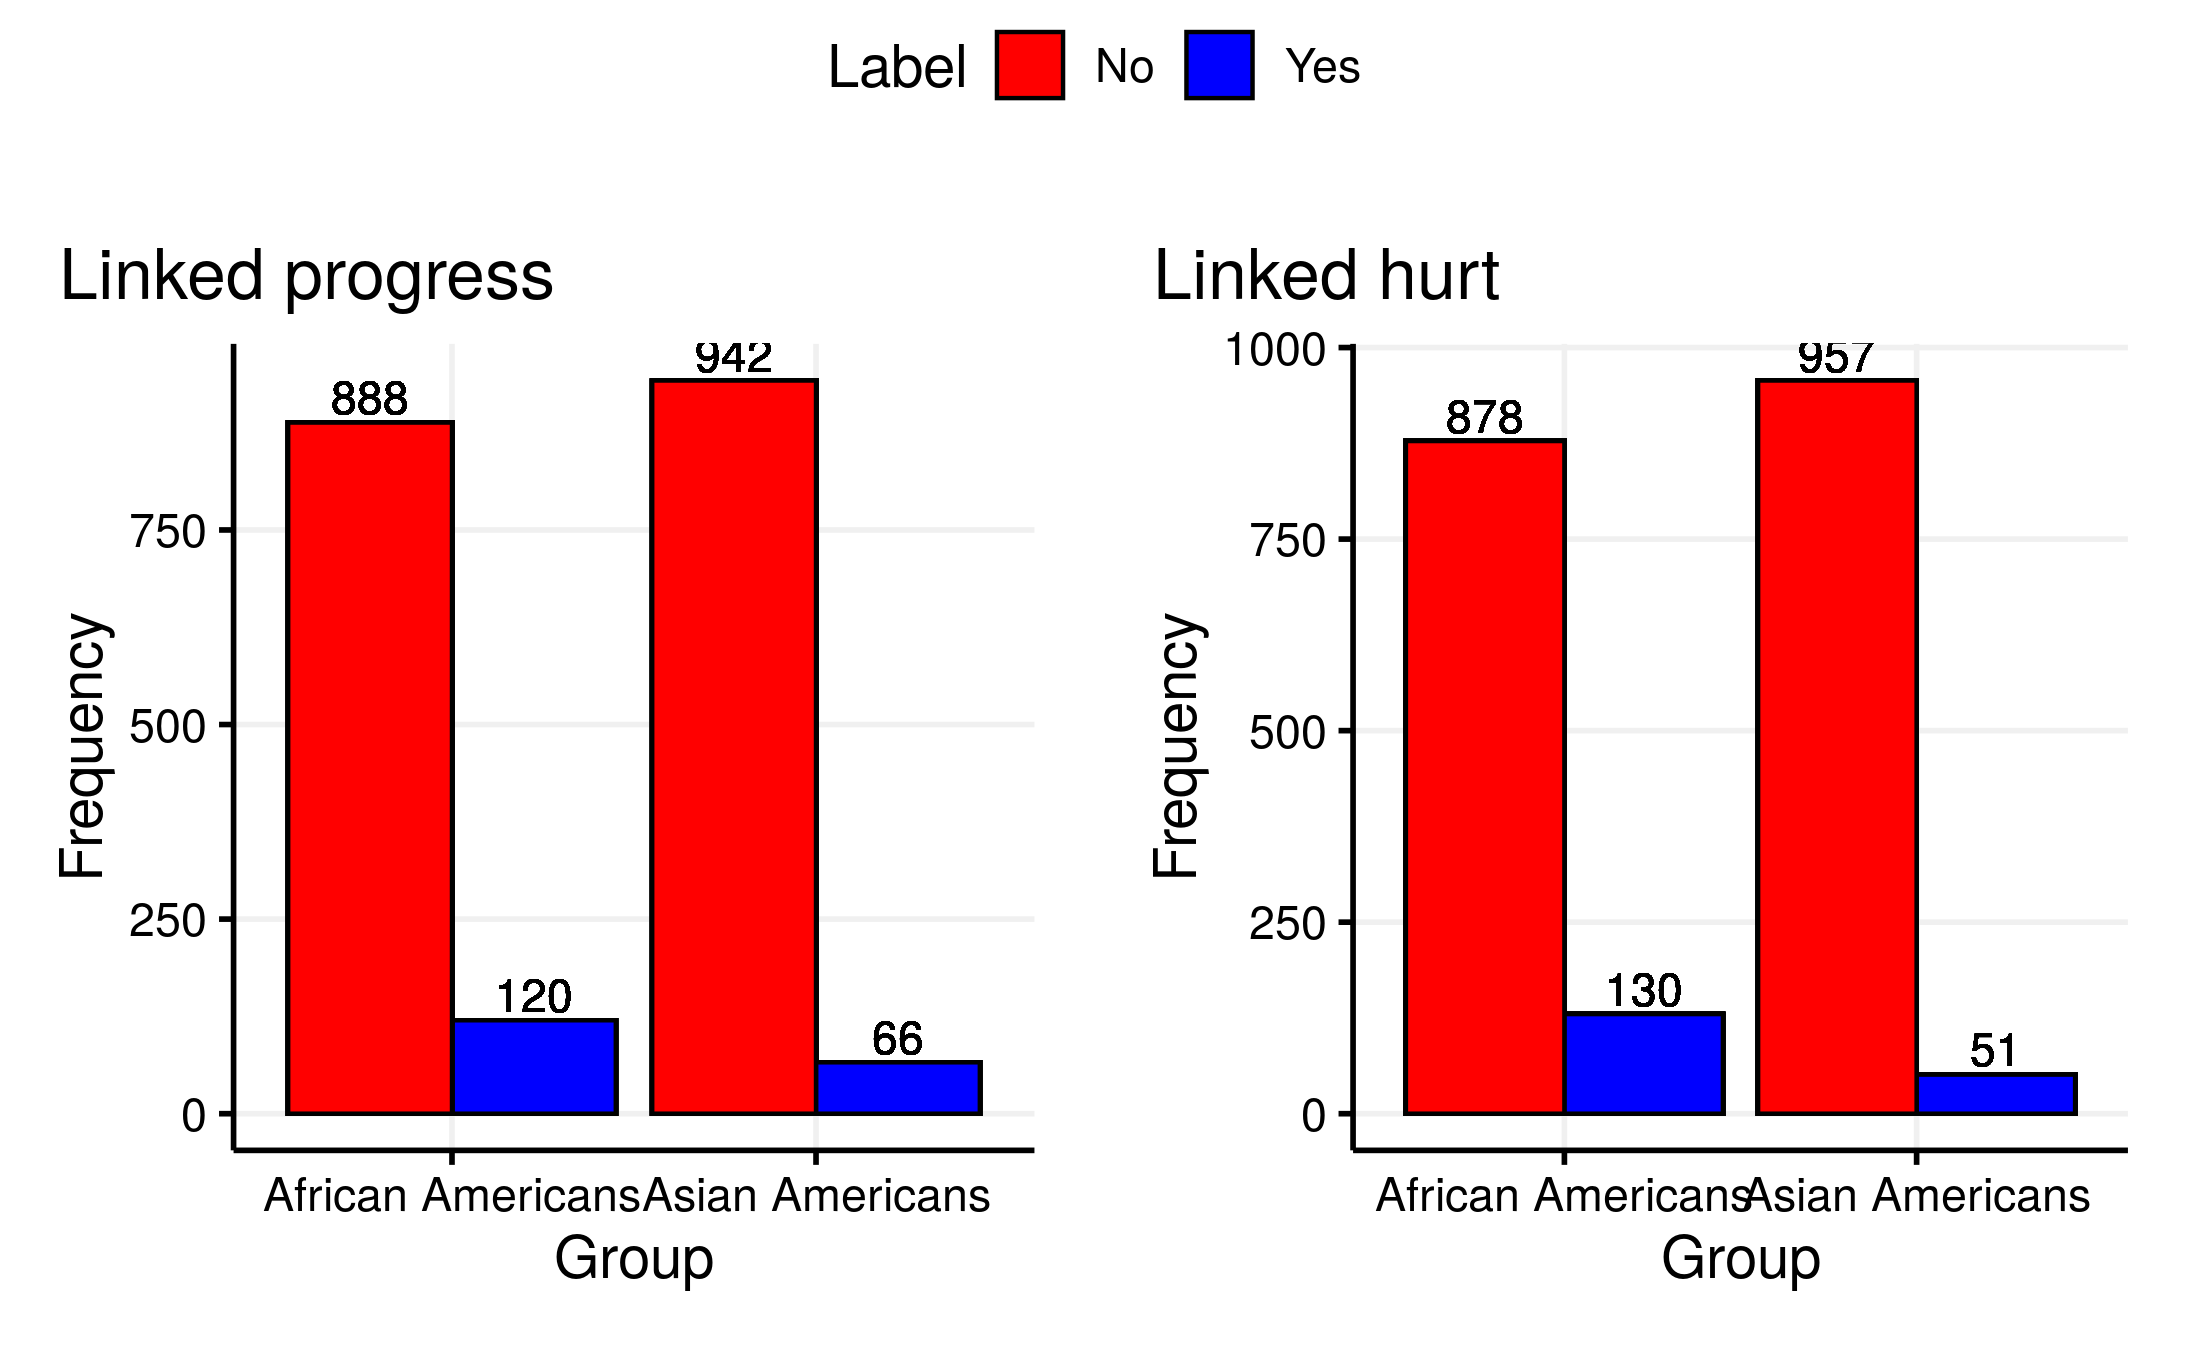 Label No Yes
Linked progress
942
888
750
500
250
0
120
66
Frequency
African Americans Asian Americans
Group
Linked hurt
1000
957
878
750
500
250
0
130
51
Frequency
African Americans Asian Americans
Group